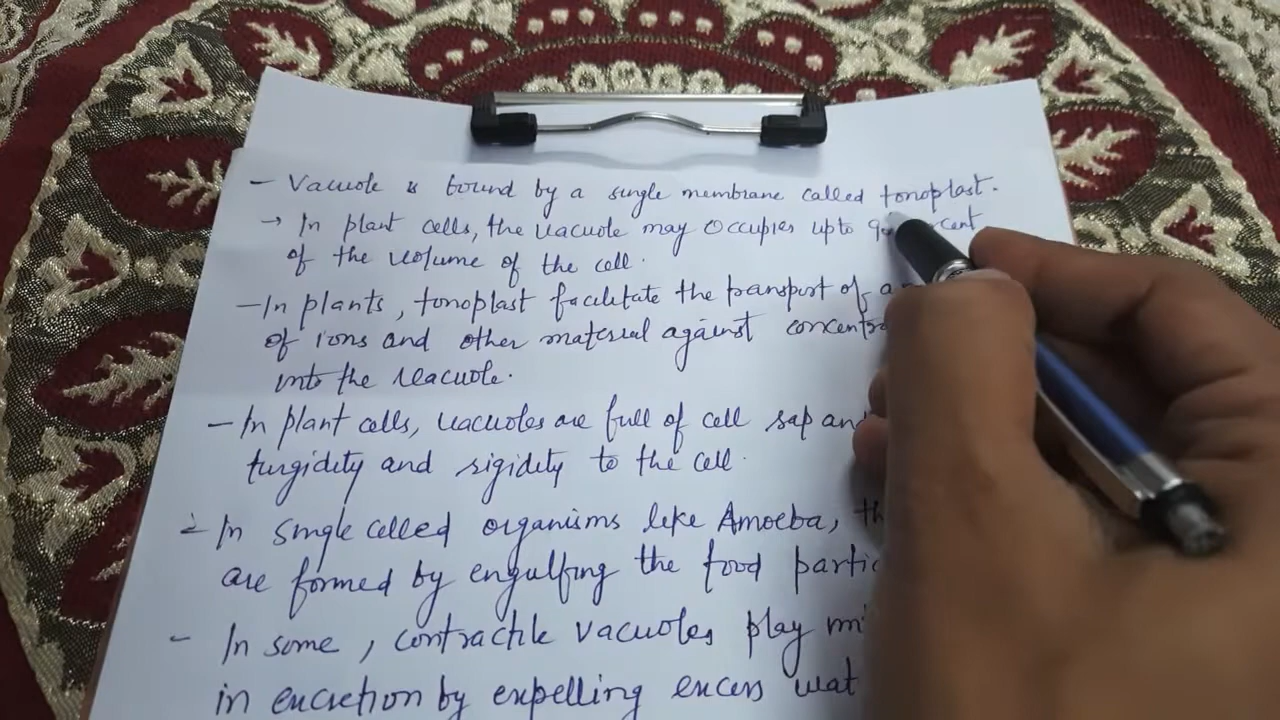 - Vacuole is bound by a single membrane called tonoplast.
→ In plant cells, the vacuole may occupies upto
of the volume of the cell.
- In plants, tonoplast facilitate the transport of
of ions and other material against
into the vacuole.
- In plant cells, vacuoles are full of cell sap and
turgidity and rigidity to the cell.
- In single called organisms like Amoeba,
are formed by engulfing the food
- In some, contractile vacuoles play
in excretion by expelling excess